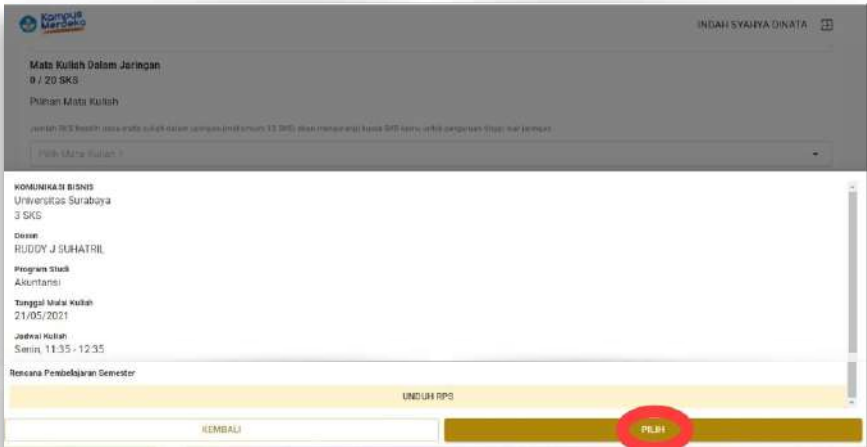 Kampus
Merdeka
INDAH SYAHYA DINATA
Mata Kuliah Dalam Jaringan
0 / 20 SKS
Pilihan Mata Kuliah
Pilih Mata Kuliah 1
KOMUNIKASI BISNIS
Universitas Surabaya
3 SKS
Dosen
RUDDY J SUHATRIL
Program Studi
Akuntansi
Tanggal Mulai Kuliah
21/05/2021
Jadwal Kuliah
Senin, 11:35 - 12:35
Rencana Pembelajaran Semester
UNDUH RPS
KEMBALI
PILIH